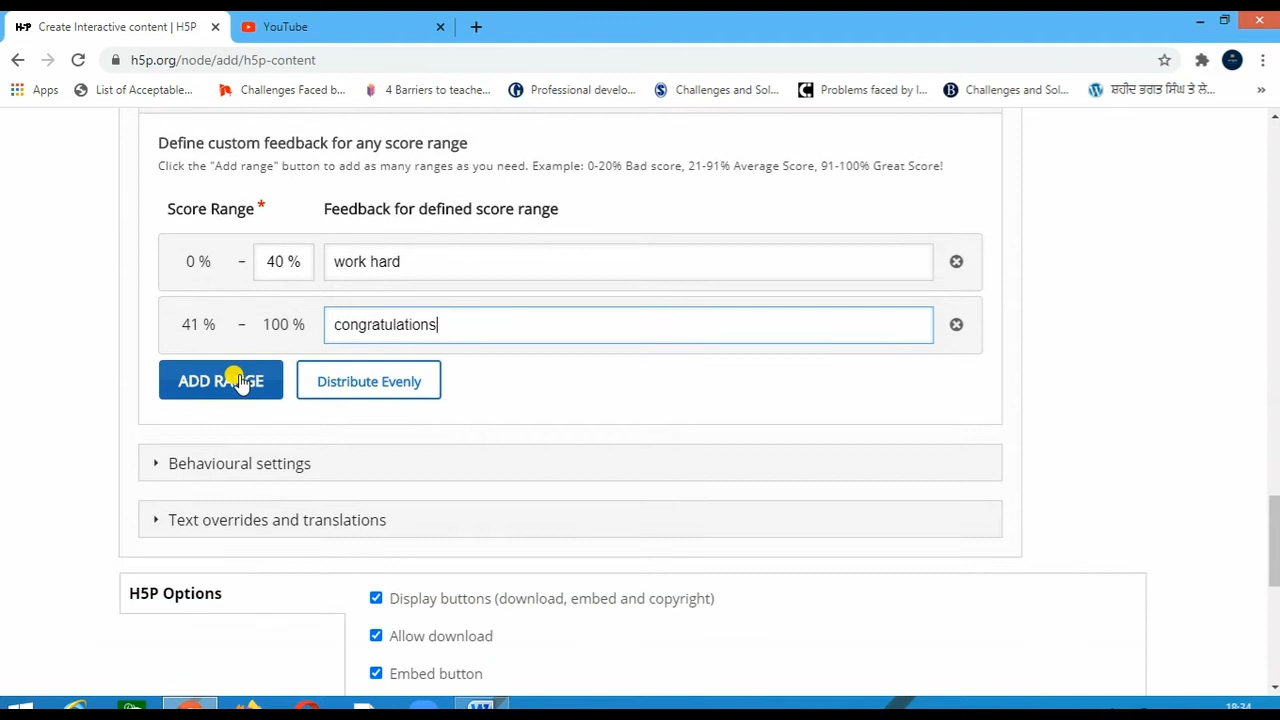 H-P Create Interactive content | H5P
YouTube
h5p.org/node/add/h5p-content
Apps
List of Acceptable...
Challenges Faced b...
4 Barriers to teache...
Professional develo...
Challenges and Sol...
Problems faced by I...
Challenges and Sol...
ਸ਼ਹੀਦ ਭਗਤ ਸਿੰਘ ਤੇ ਲੇ...
Define custom feedback for any score range
Click the "Add range" button to add as many ranges as you need. Example: 0-20% Bad score, 21-91% Average Score, 91-100% Great Score!
Score Range * Feedback for defined score range
0 % – 40 % work hard
41 % – 100 % congratulations
ADD RANGE Distribute Evenly
Behavioural settings
Text overrides and translations
H5P Options
Display buttons (download, embed and copyright)
Allow download
Embed button
18:34